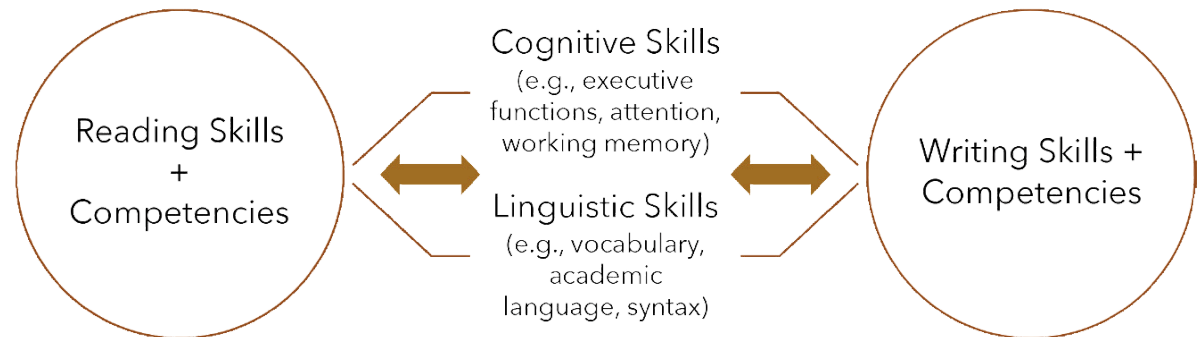 Reading Skills
+
Competencies
Cognitive Skills
(e.g., executive
functions, attention,
working memory)
Linguistic Skills
(e.g., vocabulary,
academic
language, syntax)
Writing Skills +
Competencies